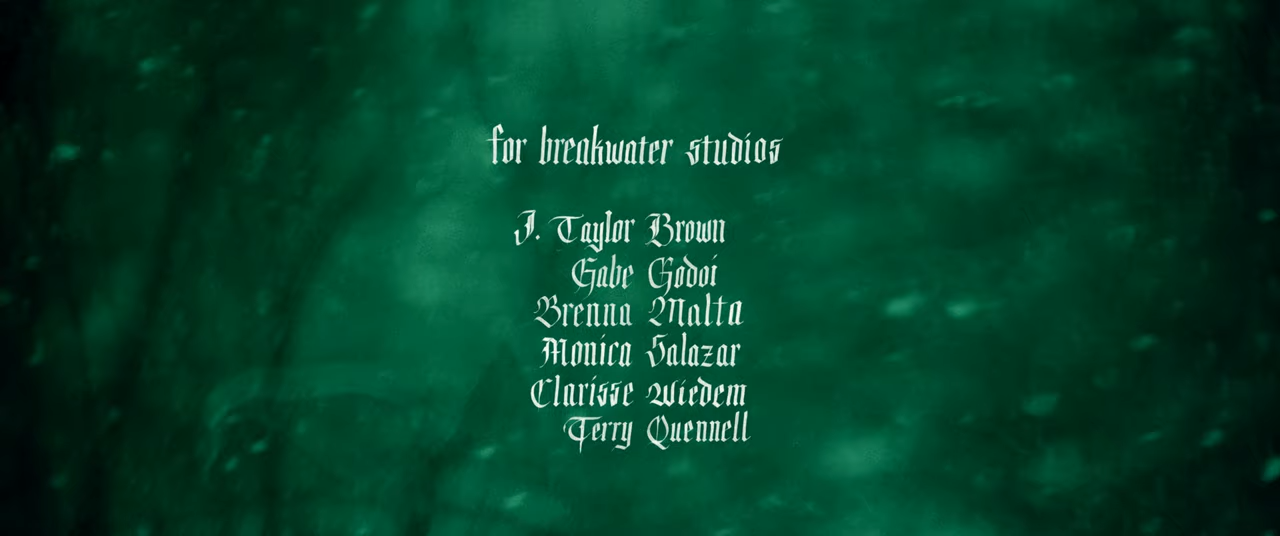 for breakwater studios
J. Taylor Brown
Gabe Godoi
Brenna Malta
Monica Salazar
Clarisse Wiedem
Terry Quennell